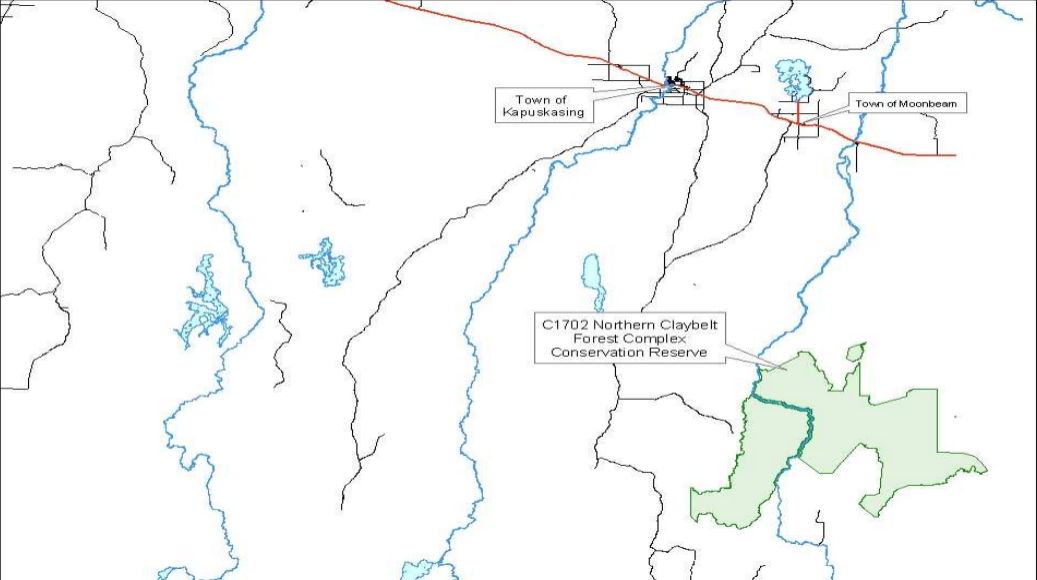 Town of
Kapuskasing
Town of Moonbeam
C1702 Northern Claybelt
Forest Complex
Conservation Reserve